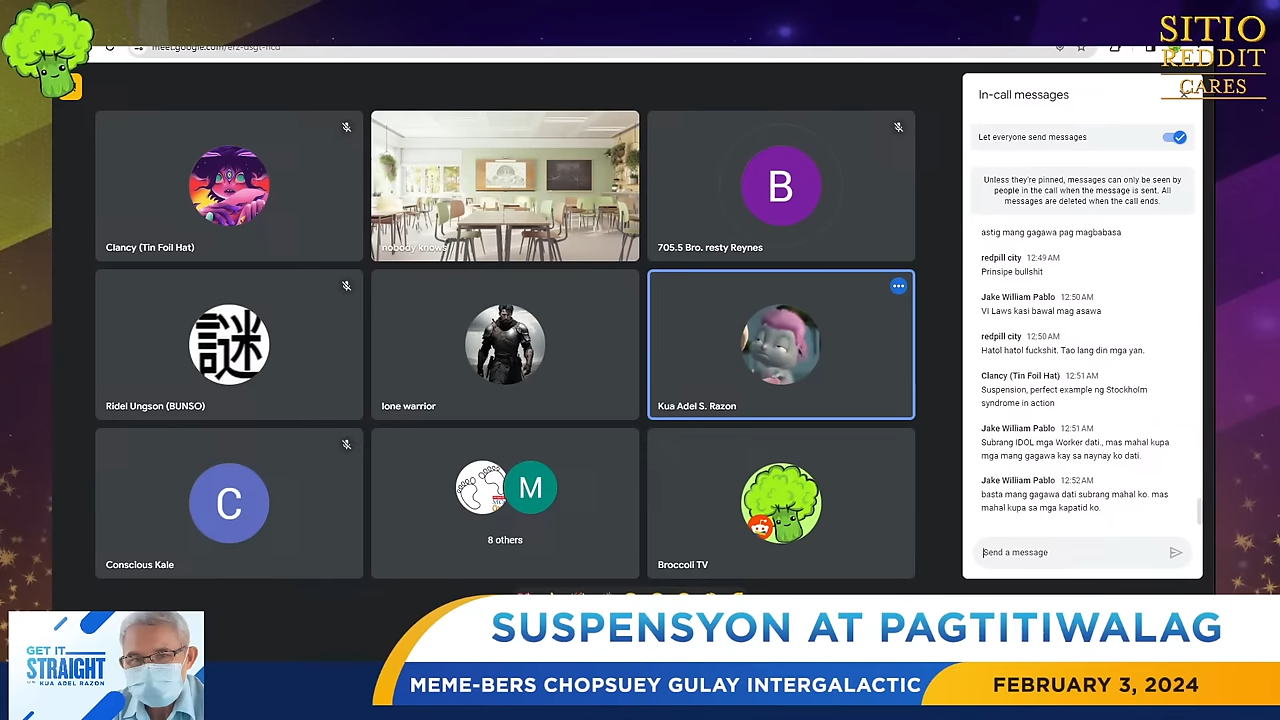 SITIO
REDDIT
CARES
In-call messages
Let everyone send messages
Unless they're pinned, messages can only be seen by
people in the call when the message is sent. All
messages are deleted when the call ends.
astig mang gagawa pag magbabasa
redpill city 12:49 AM
Prinsipe bullshit
Jake William Pablo 12:50 AM
VI Laws kasi bawal mag asawa
redpill city 12:50 AM
Hatol hatol fuckshit. Tao lang din mga yan.
Clancy (Tin Foil Hat) 12:51 AM
Suspension, perfect example ng Stockholm
syndrome in action
Jake William Pablo 12:51 AM
Subrang IDOL mga Worker dati., mas mahal kupa
mga mang gagawa kay sa naynay ko dati.
Jake William Pablo 12:52 AM
basta mang gagawa dati subrang mahal ko. mas
mahal kupa sa mga kapatid ko.
Send a message
Clancy (Tin Foil Hat)
nobody knows
B
705.5 Bro. resty Reynes
謎
Ridel Ungson (BUNSO)
lone warrior
Kua Adel S. Razon
C
Conscious Kale
M
8 others
Broccoli TV
GET IT
STRAIGHT
KUA ADEL RAZON
SUSPENSYON AT PAGTITIWALAG
MEME-BERS CHOPSUEY GULAY INTERGALACTIC
FEBRUARY 3, 2024